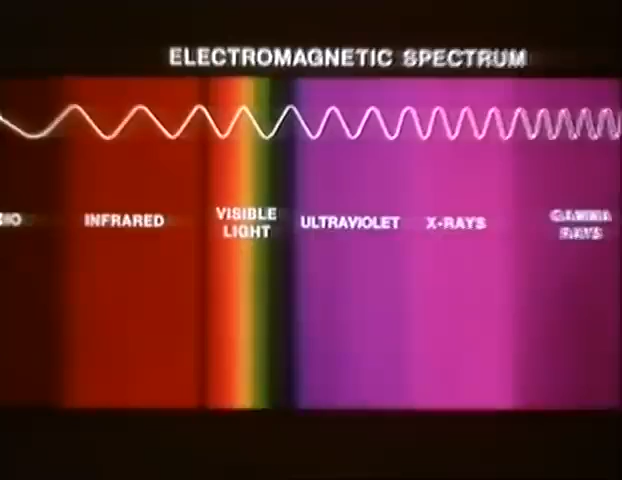 ELECTROMAGNETIC SPECTRUM
INFRARED
VISIBLE
LIGHT
ULTRAVIOLET
X-RAYS
GAMMA
RAYS